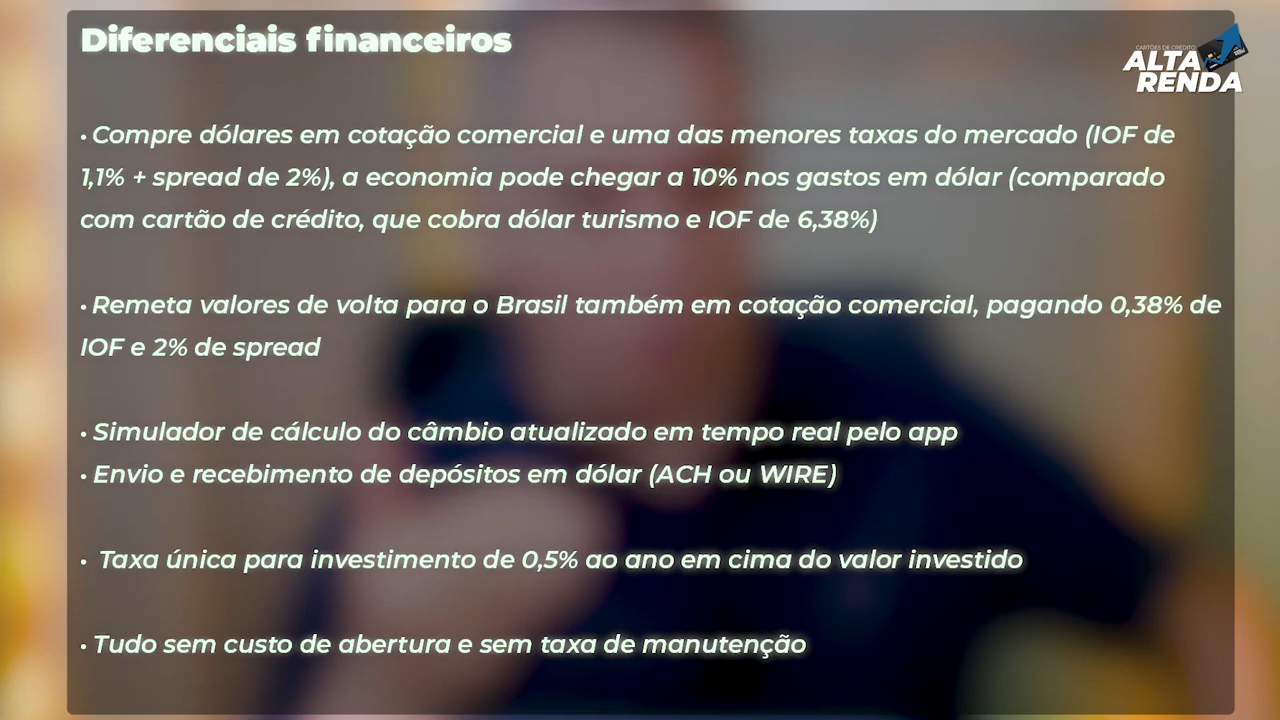 Diferenciais financeiros
CARTÕES DE CRÉDITO
ALTA
RENDA
• Compre dólares em cotação comercial e uma das menores taxas do mercado (IOF de
1,1% + spread de 2%), a economia pode chegar a 10% nos gastos em dólar (comparado
com cartão de crédito, que cobra dólar turismo e IOF de 6,38%)
• Remeta valores de volta para o Brasil também em cotação comercial, pagando 0,38% de
IOF e 2% de spread
• Simulador de cálculo do câmbio atualizado em tempo real pelo app
• Envio e recebimento de depósitos em dólar (ACH ou WIRE)
• Taxa única para investimento de 0,5% ao ano em cima do valor investido
• Tudo sem custo de abertura e sem taxa de manutenção